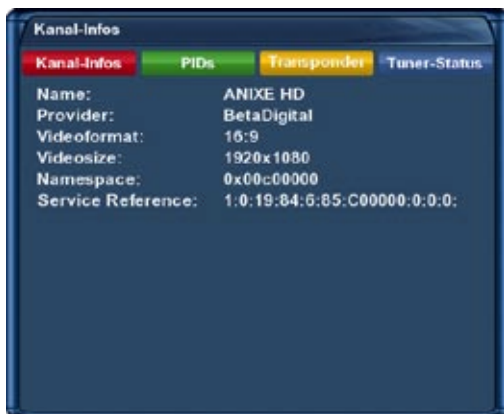 Kanal-Infos
Kanal-Infos PIDs Transponder Tuner-Status
Name: ANIXE HD
Provider: BetaDigital
Videoformat: 16:9
Videosize: 1920x1080
Namespace: 0x00c00000
Service Reference: 1:0:19:84:6:85:C00000:0:0:0: